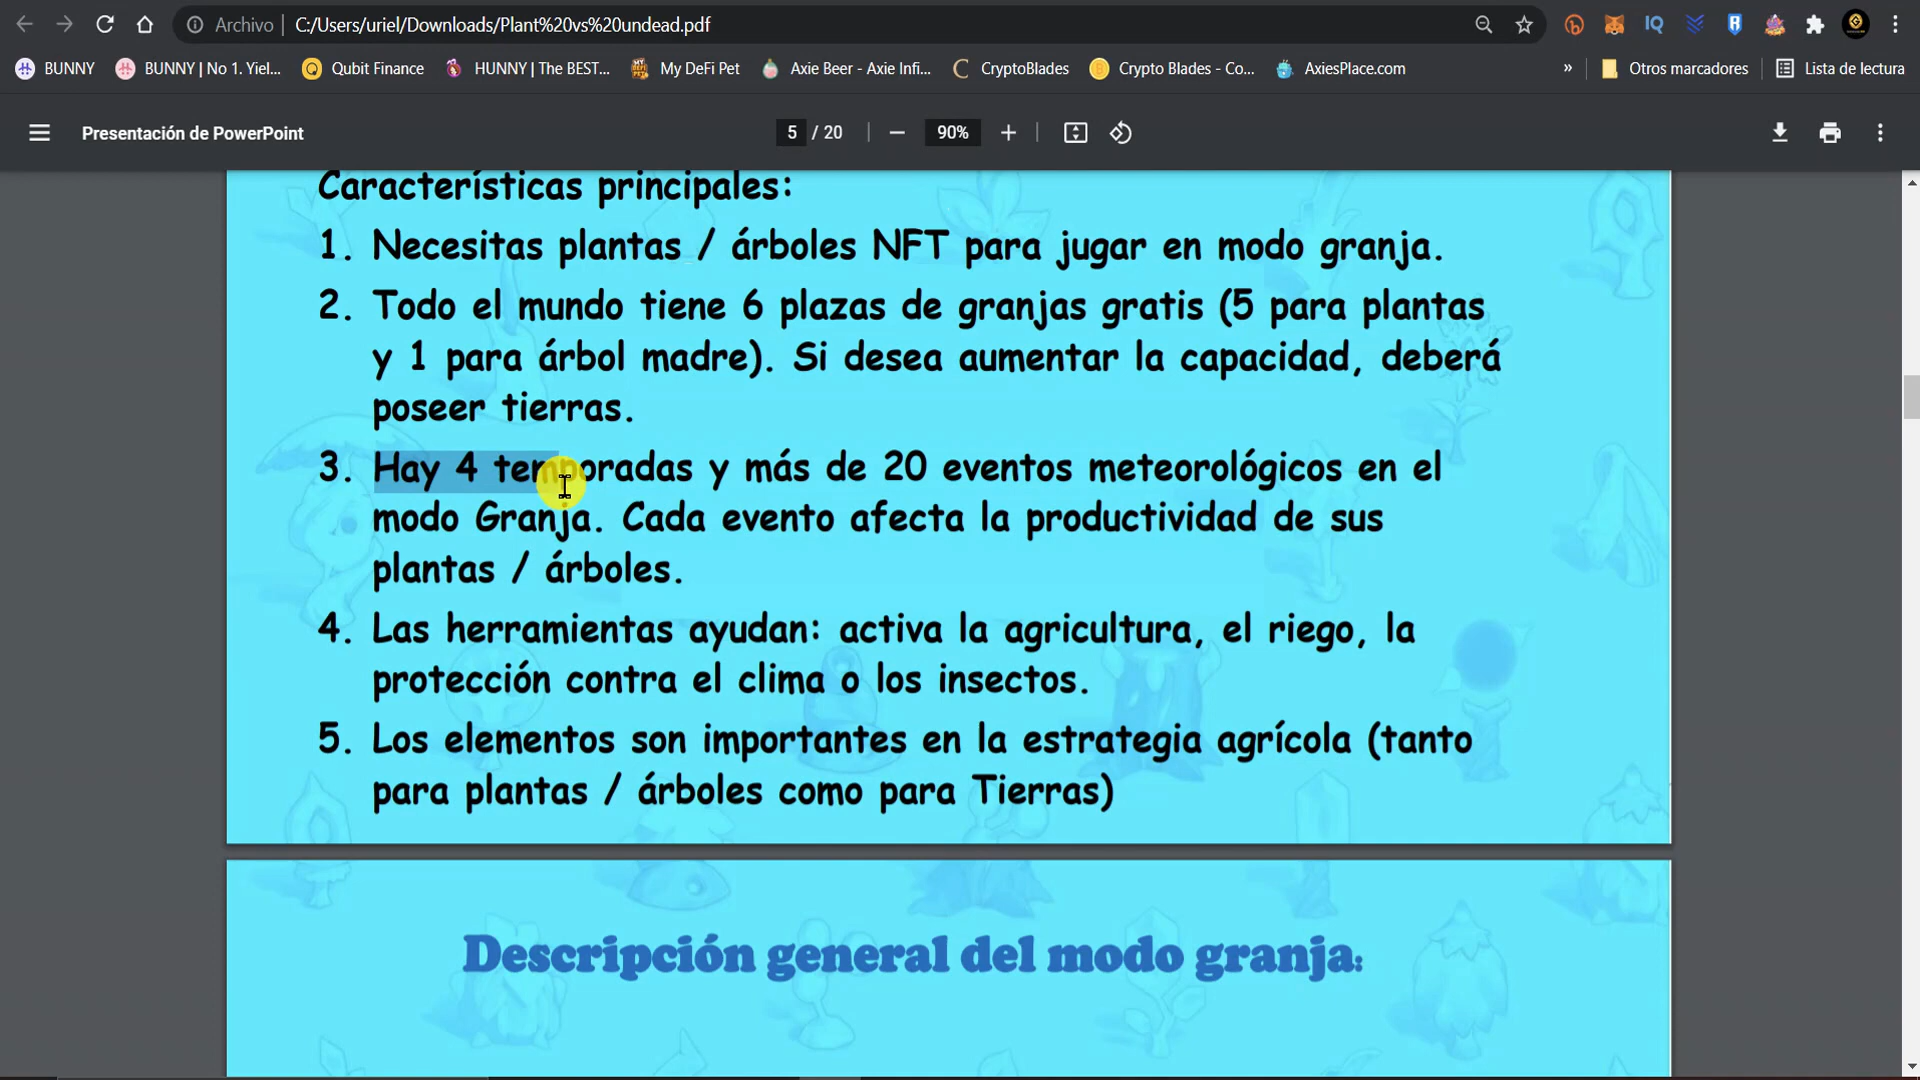 Archivo
C:/Users/uriel/Downloads/Plant%20vs%20undead.pdf
BUNNY
BUNNY | No 1. Yiel...
Qubit Finance
HUNNY | The BEST...
My DeFi Pet
Axie Beer - Axie Infi...
CryptoBlades
Crypto Blades - Co...
AxiesPlace.com
»
Otros marcadores
Lista de lectura
Presentación de PowerPoint
5 / 20
90%
Características principales:
1. Necesitas plantas / árboles NFT para jugar en modo granja.
2. Todo el mundo tiene 6 plazas de granjas gratis (5 para plantas
y 1 para árbol madre). Si desea aumentar la capacidad, deberá
poseer tierras.
3. Hay 4 temporadas y más de 20 eventos meteorológicos en el
modo Granja. Cada evento afecta la productividad de sus
plantas / árboles.
4. Las herramientas ayudan: activa la agricultura, el riego, la
protección contra el clima o los insectos.
5. Los elementos son importantes en la estrategia agrícola (tanto
para plantas / árboles como para Tierras)
Descripción general del modo granja: